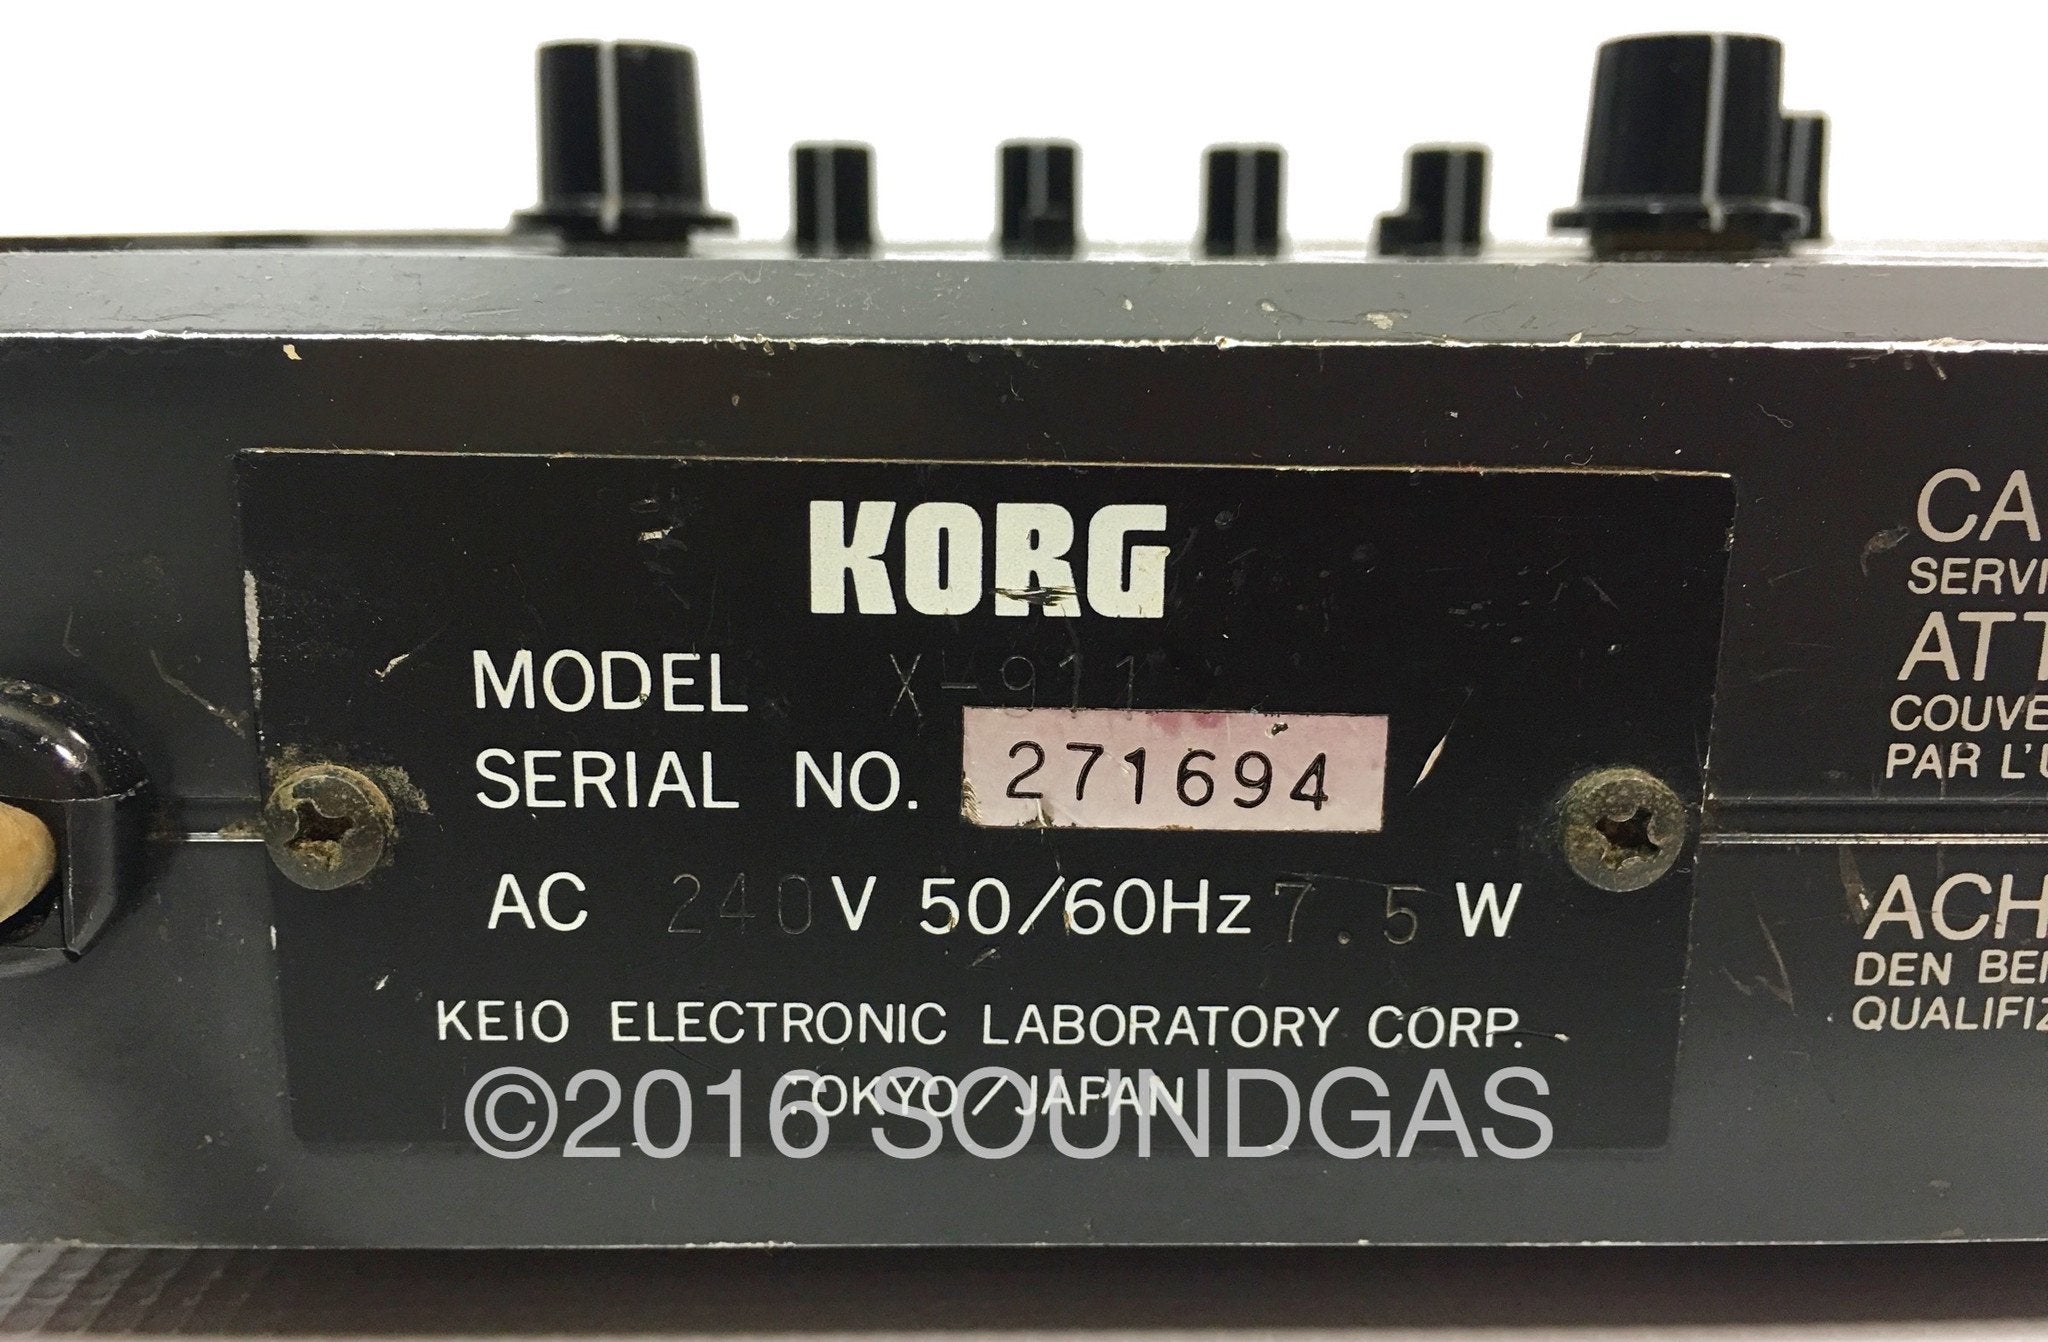 KORG
MODEL X-911
SERIAL NO. 271694
AC 240V 50/60Hz 7.5 W
KEIO ELECTRONIC LABORATORY CORP.
TOKYO/JAPAN
©2016 SOUNDGAS
CA
SERVI
ATT
COUVE
PAR L'U
ACH
DEN BE
QUALIFIZ